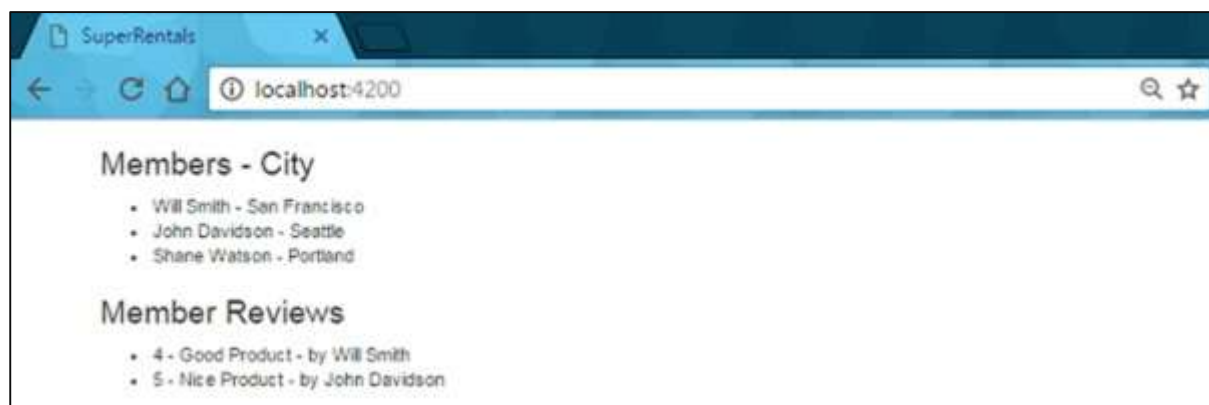 SuperRentals
localhost:4200
Members - City
Will Smith - San Francisco
John Davidson - Seattle
Shane Watson - Portland
Member Reviews
4 - Good Product - by Will Smith
5 - Nice Product - by John Davidson